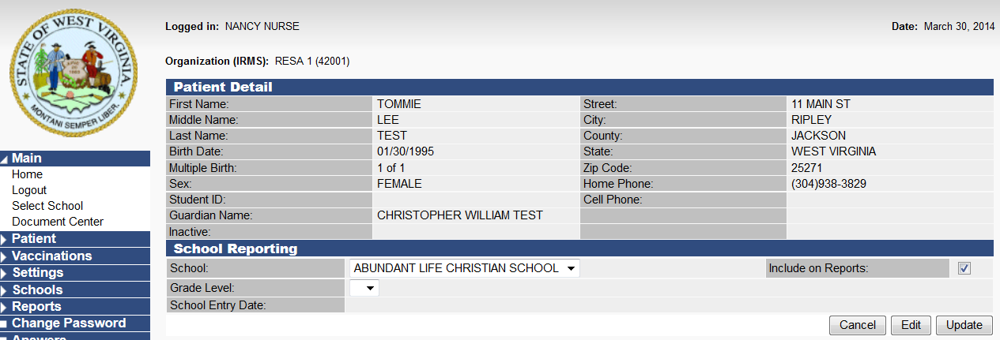 STATE OF WEST VIRGINIA.
MONTANI SEMPER LIBER.
Logged in: NANCY NURSE
Date: March 30, 2014
Organization (IRMS): RESA 1 (42001)
Main
Home
Logout
Select School
Document Center
Patient
Vaccinations
Settings
Schools
Reports
Change Password
Answers
Patient Detail
First Name: TOMMIE Street: 11 MAIN ST
Middle Name: LEE City: RIPLEY
Last Name: TEST County: JACKSON
Birth Date: 01/30/1995 State: WEST VIRGINIA
Multiple Birth: 1 of 1 Zip Code: 25271
Sex: FEMALE Home Phone: (304)938-3829
Student ID: Cell Phone:
Guardian Name: CHRISTOPHER WILLIAM TEST
Inactive:
School Reporting
School: ABUNDANT LIFE CHRISTIAN SCHOOL Include on Reports:
Grade Level:
School Entry Date:
Cancel Edit Update